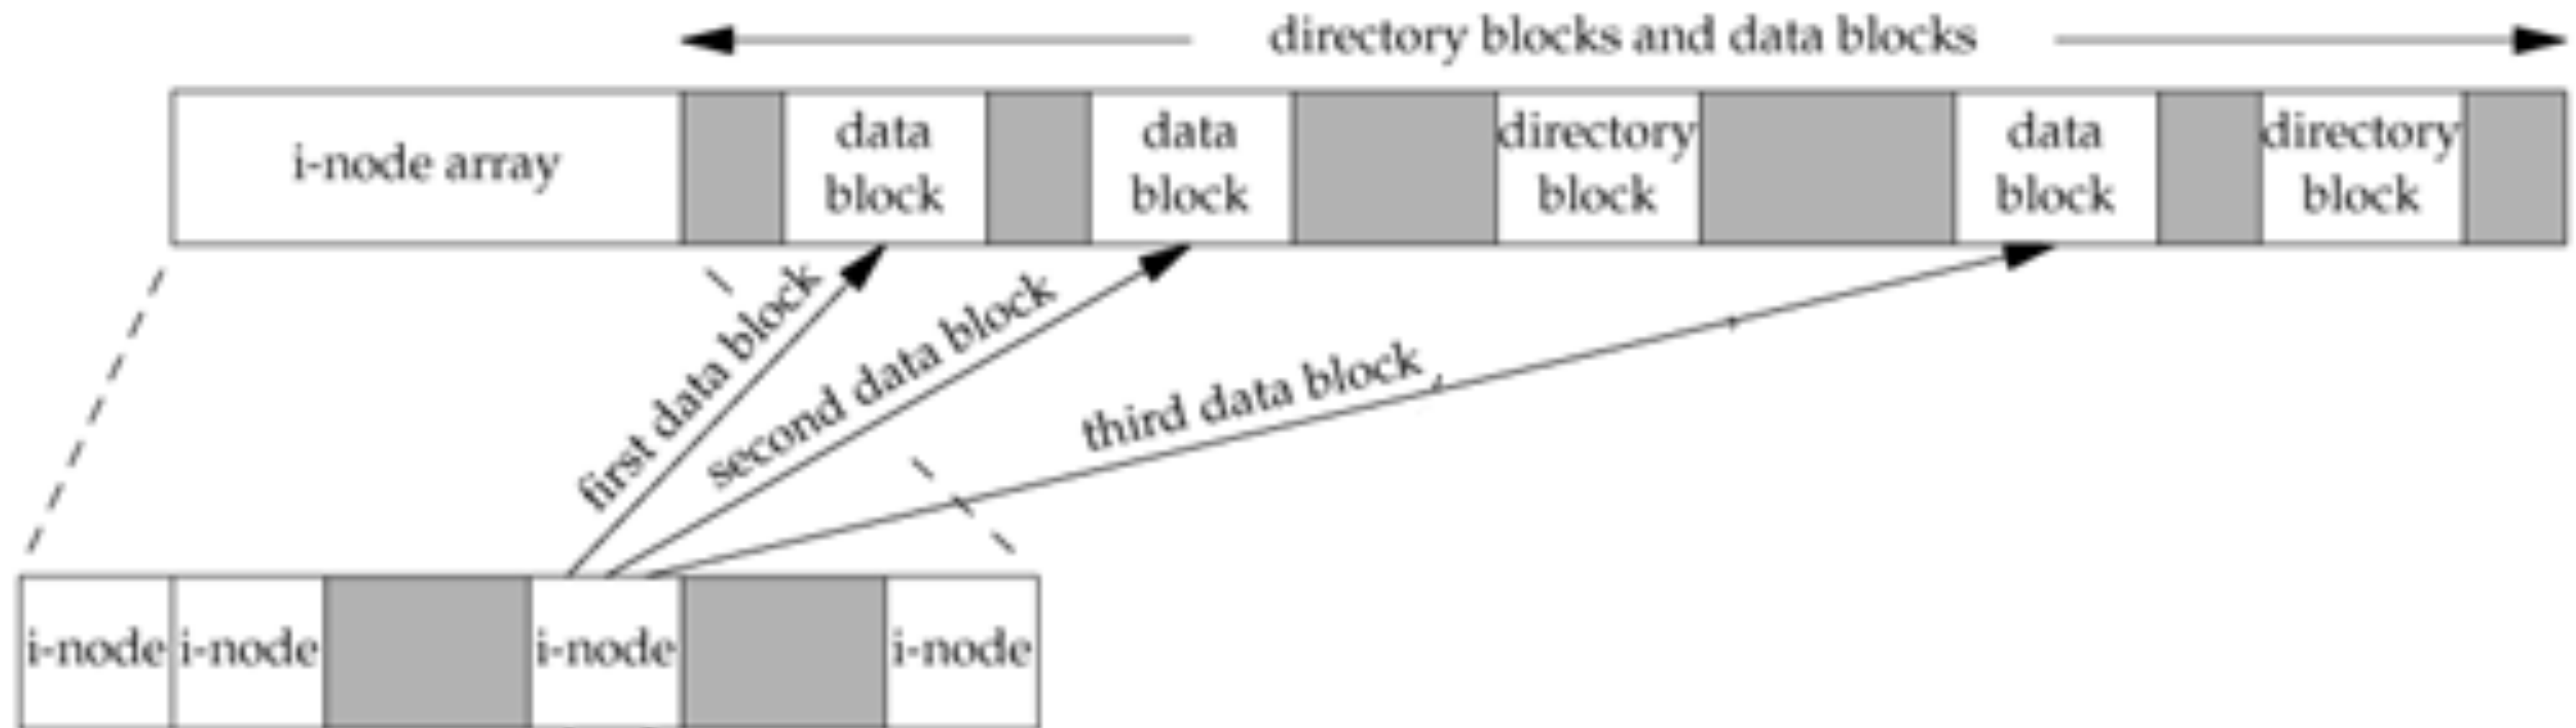 directory blocks and data blocks
i-node array
data
block
data
block
directory
block
data
block
directory
block
first data block
second data block
third data block
i-node
i-node
i-node
i-node